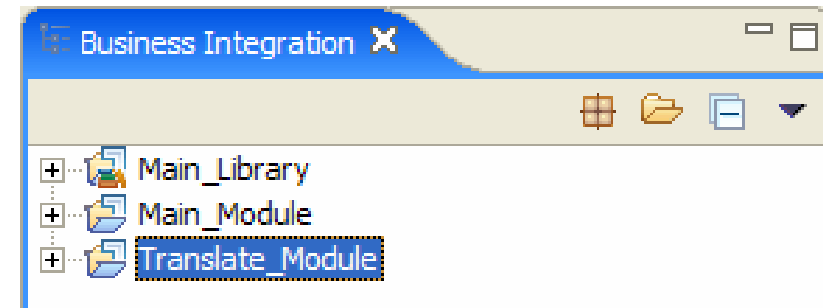 Business Integration
Main_Library
Main_Module
Translate_Module